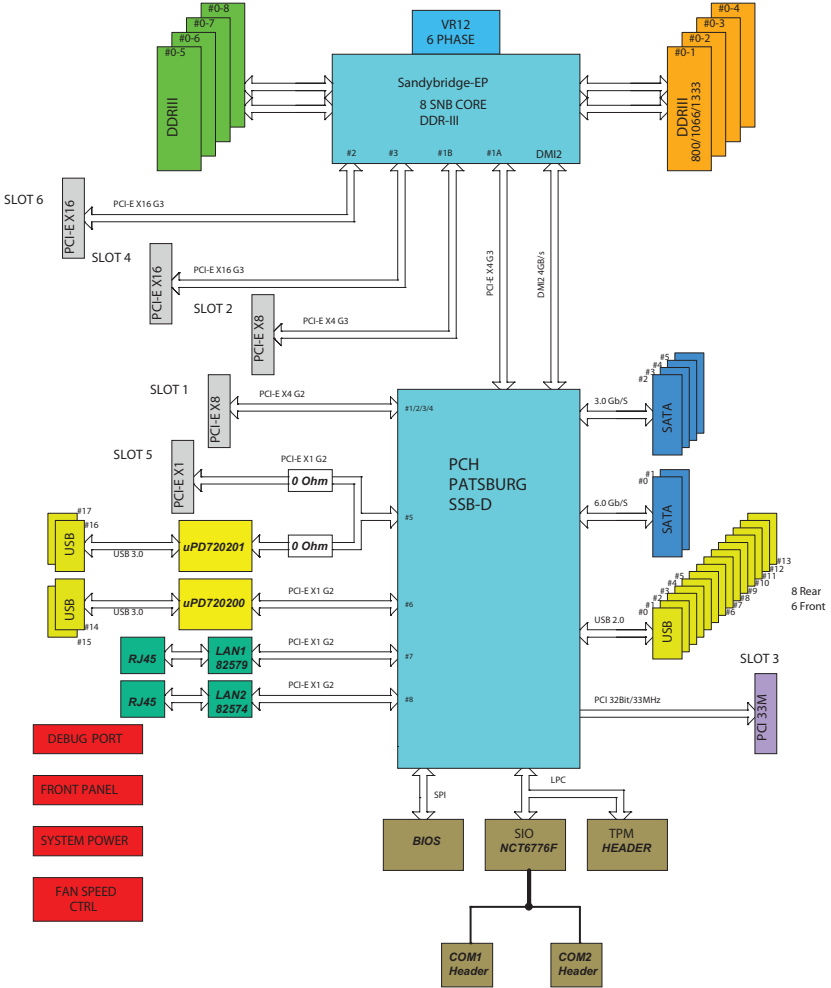 VR12
6 PHASE
Sandybridge-EP
8 SNB CORE
DDR-III
#2
#3
#1B
#1A
DMI2
#0-8
#0-7
#0-6
#0-5
DDRIII
#0-4
#0-3
#0-2
#0-1
DDRIII
800/1066/1333
SLOT 6
PCI-E X16
PCI-E X16 G3
SLOT 4
PCI-E X16
PCI-E X16 G3
SLOT 2
PCI-E X8
PCI-E X4 G3
PCI-E X4 G3
DMI2 4GB/s
SLOT 1
PCI-E X8
PCI-E X4 G2
#1/2/3/4
SLOT 5
PCI-E X1
PCI-E X1 G2
0 Ohm
0 Ohm
#5
PCH
PATSBURG
SSB-D
3.0 Gb/S
#5
#4
#3
#2
SATA
6.0 Gb/S
#1
#0
SATA
#17
#16
USB
USB 3.0
uPD720201
USB
#14
#15
USB 3.0
uPD720200
PCI-E X1 G2
#6
USB 2.0
#5
#4
#3
#2
#1
#0
USB
#13
#12
#11
#10
#9
#8
#7
#6
8 Rear
6 Front
RJ45
LAN1
82579
PCI-E X1 G2
#7
RJ45
LAN2
82574
PCI-E X1 G2
#8
SLOT 3
PCI 33M
PCI 32Bit/33MHz
DEBUG PORT
FRONT PANEL
SYSTEM POWER
FAN SPEED
CTRL
SPI
LPC
BIOS
SIO
NCT6776F
TPM
HEADER
COM1
Header
COM2
Header